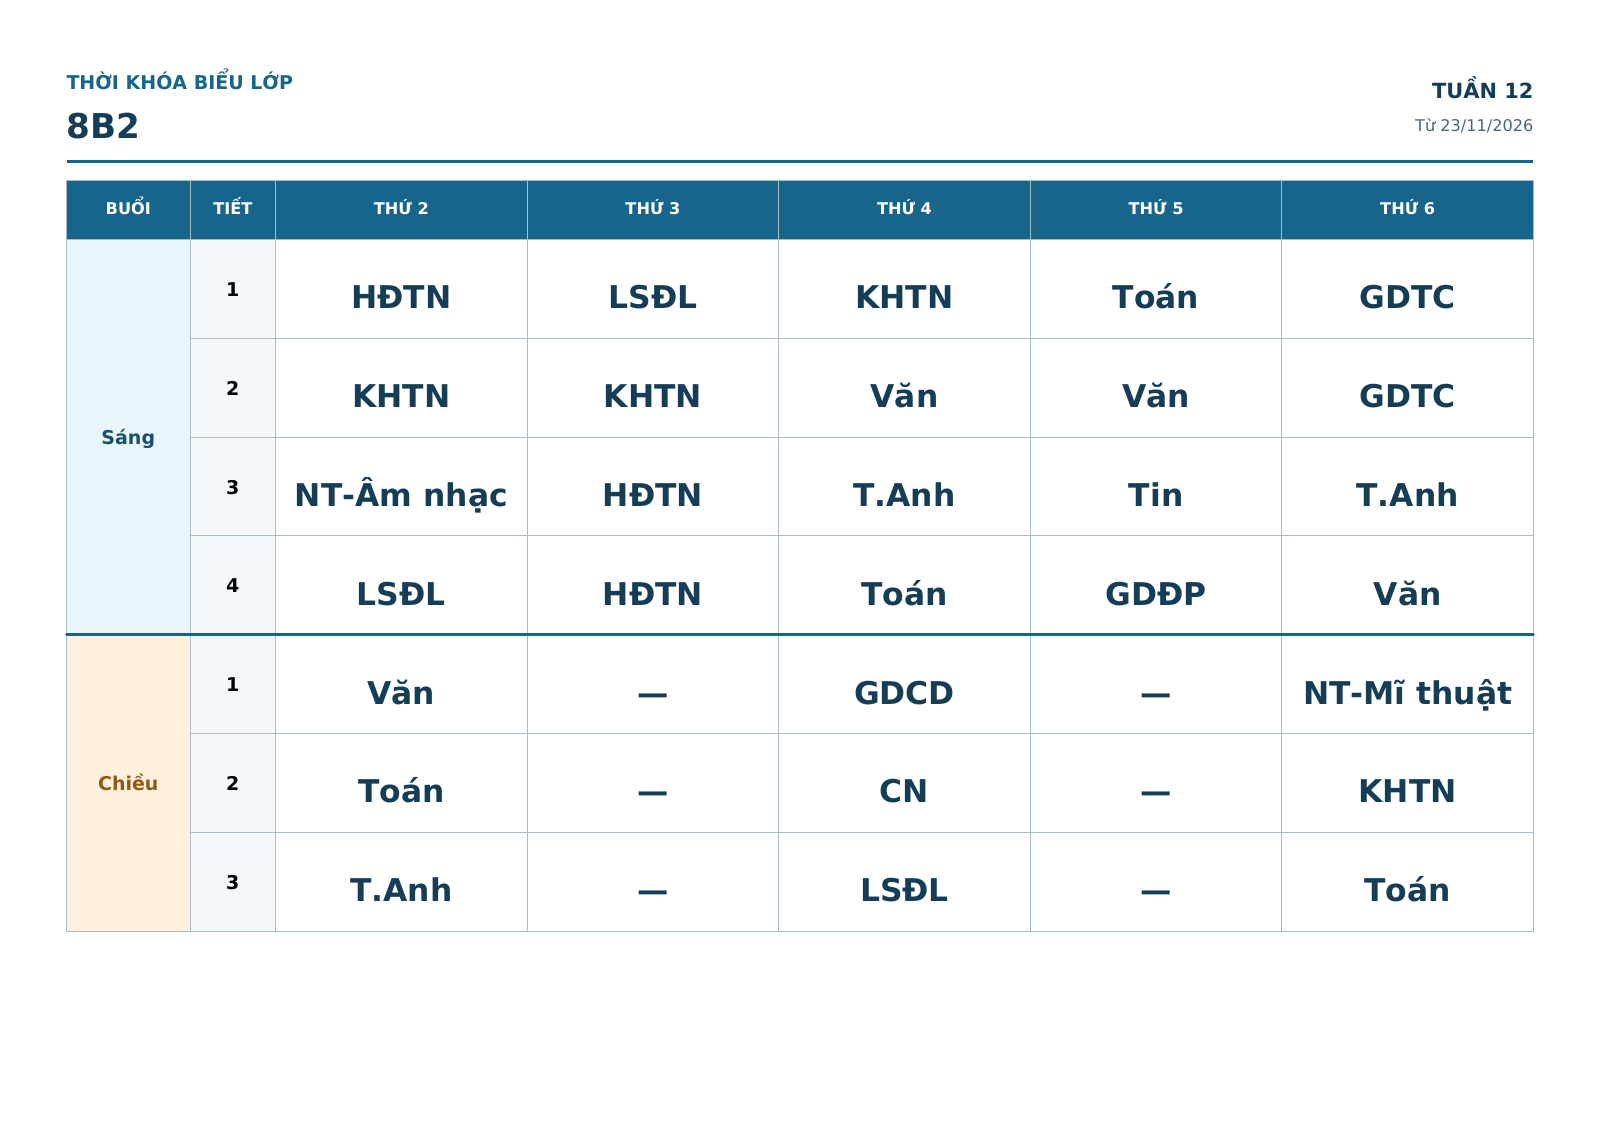 THỜI KHÓA BIỂU LỚP
8B2
TUẦN 12
Từ 23/11/2026
BUỔI TIẾT THỨ 2 THỨ 3 THỨ 4 THỨ 5 THỨ 6
Sáng
1 HĐTN LSĐL KHTN Toán GDTC
2 KHTN KHTN Văn Văn GDTC
3 NT-Âm nhạc HĐTN T.Anh Tin T.Anh
4 LSĐL HĐTN Toán GDĐP Văn
Chiều
1 Văn — GDCD — NT-Mĩ thuật
2 Toán — CN — KHTN
3 T.Anh — LSĐL — Toán